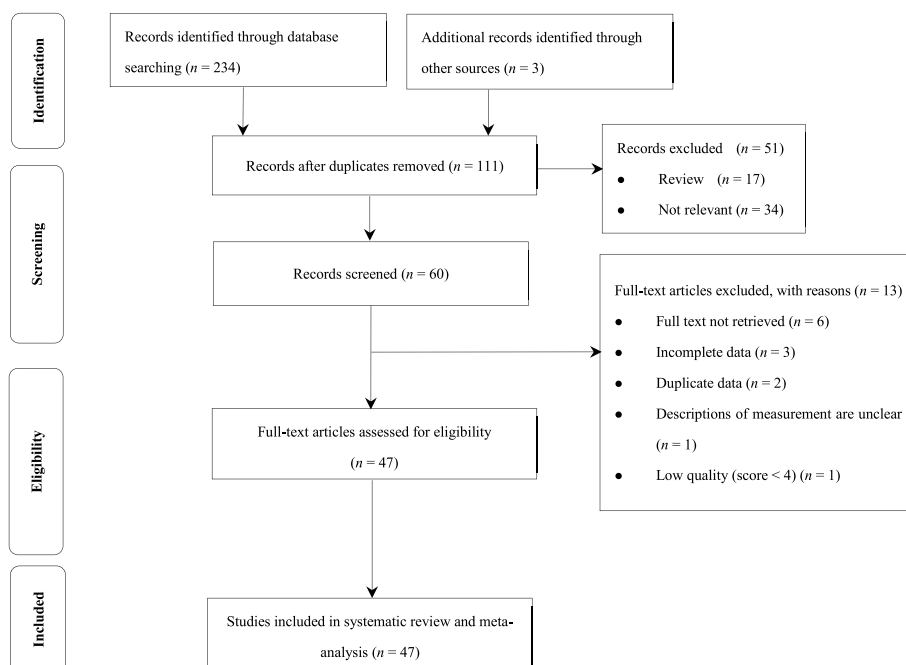 Identification
Records identified through database
searching (n = 234)
Additional records identified through
other sources (n = 3)
Records after duplicates removed (n = 111)
Records excluded (n = 51)
● Review (n = 17)
● Not relevant (n = 34)
Screening
Records screened (n = 60)
Full-text articles excluded, with reasons (n = 13)
● Full text not retrieved (n = 6)
● Incomplete data (n = 3)
● Duplicate data (n = 2)
● Descriptions of measurement are unclear
(n = 1)
● Low quality (score < 4) (n = 1)
Eligibility
Full-text articles assessed for eligibility
(n = 47)
Included
Studies included in systematic review and meta-
analysis (n = 47)